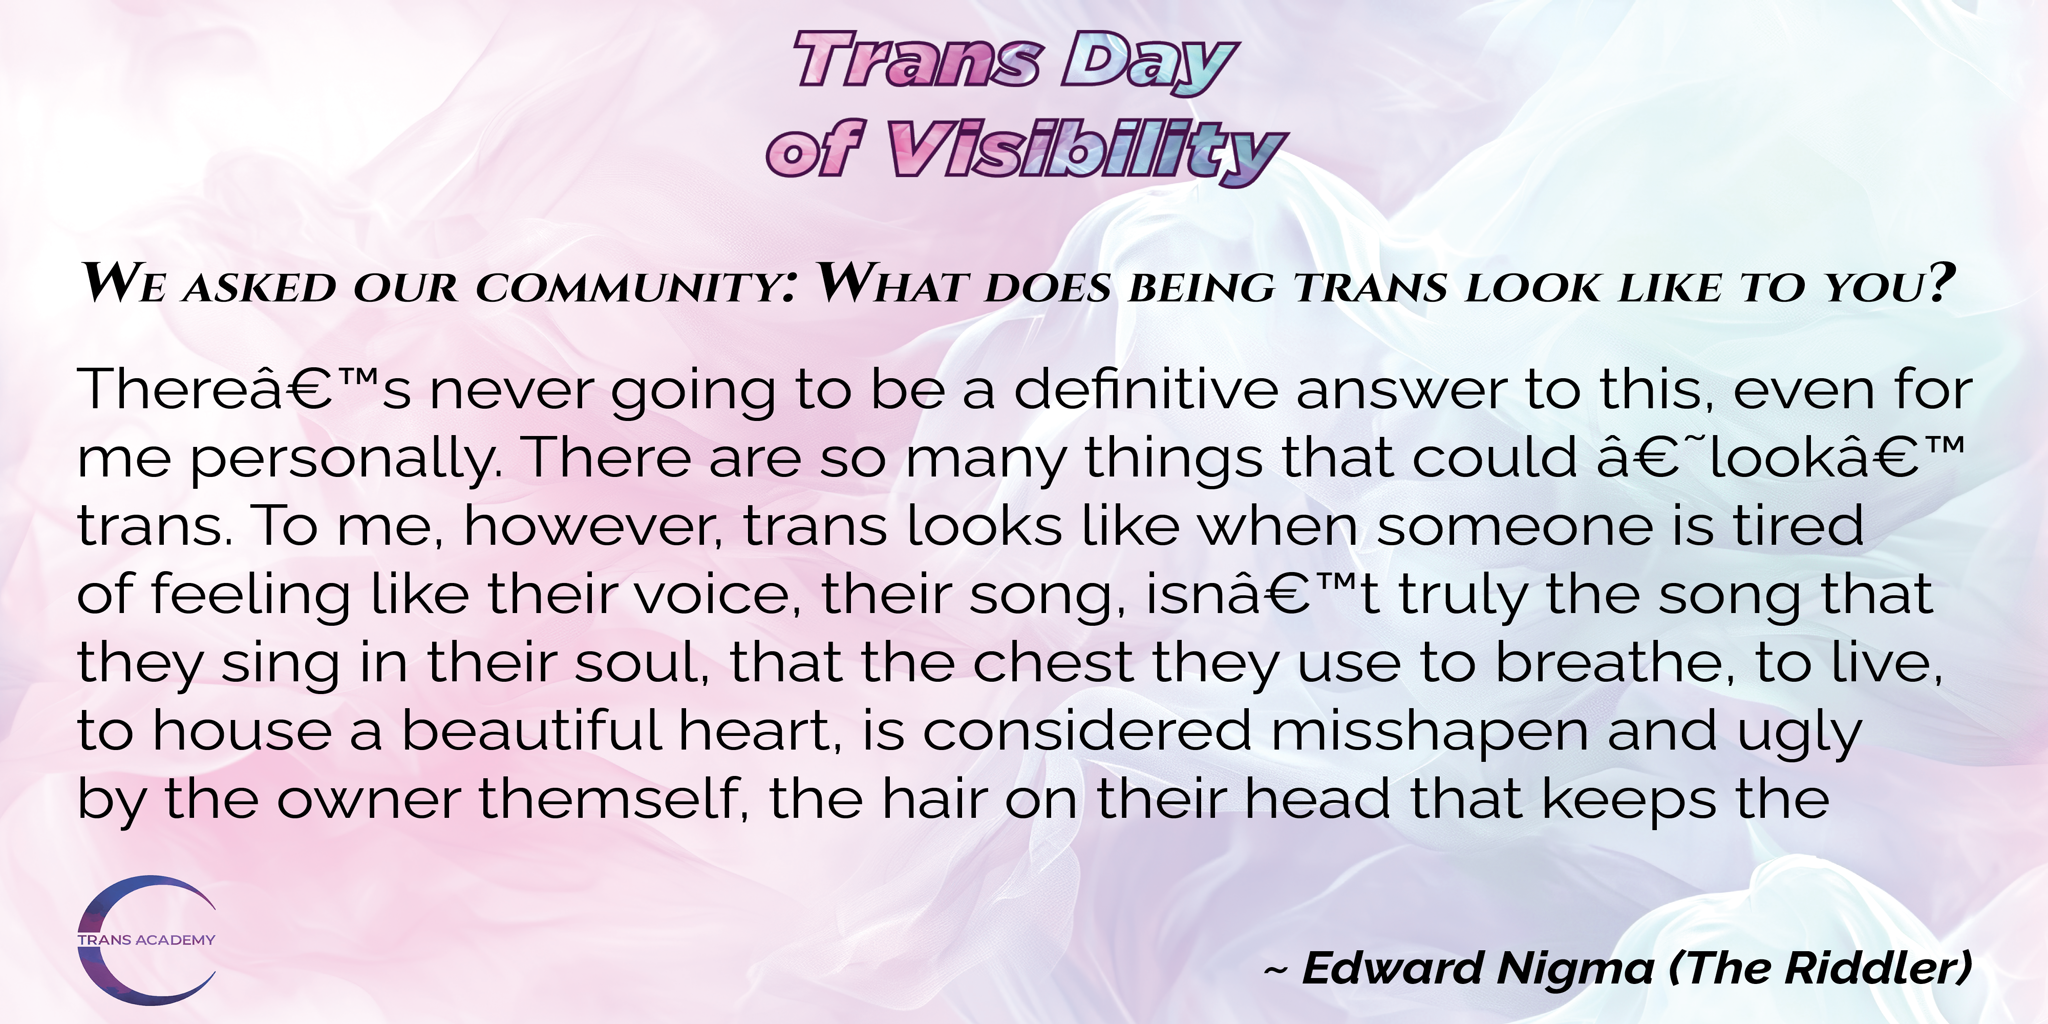 Trans Day
of Visibility
We asked our community: What does being trans look like to you?
Thereâ€™s never going to be a definitive answer to this, even for
me personally. There are so many things that could â€˜lookâ€™
trans. To me, however, trans looks like when someone is tired
of feeling like their voice, their song, isnâ€™t truly the song that
they sing in their soul, that the chest they use to breathe, to live,
to house a beautiful heart, is considered misshapen and ugly
by the owner themself, the hair on their head that keeps the
TRANS ACADEMY
~ Edward Nigma (The Riddler)